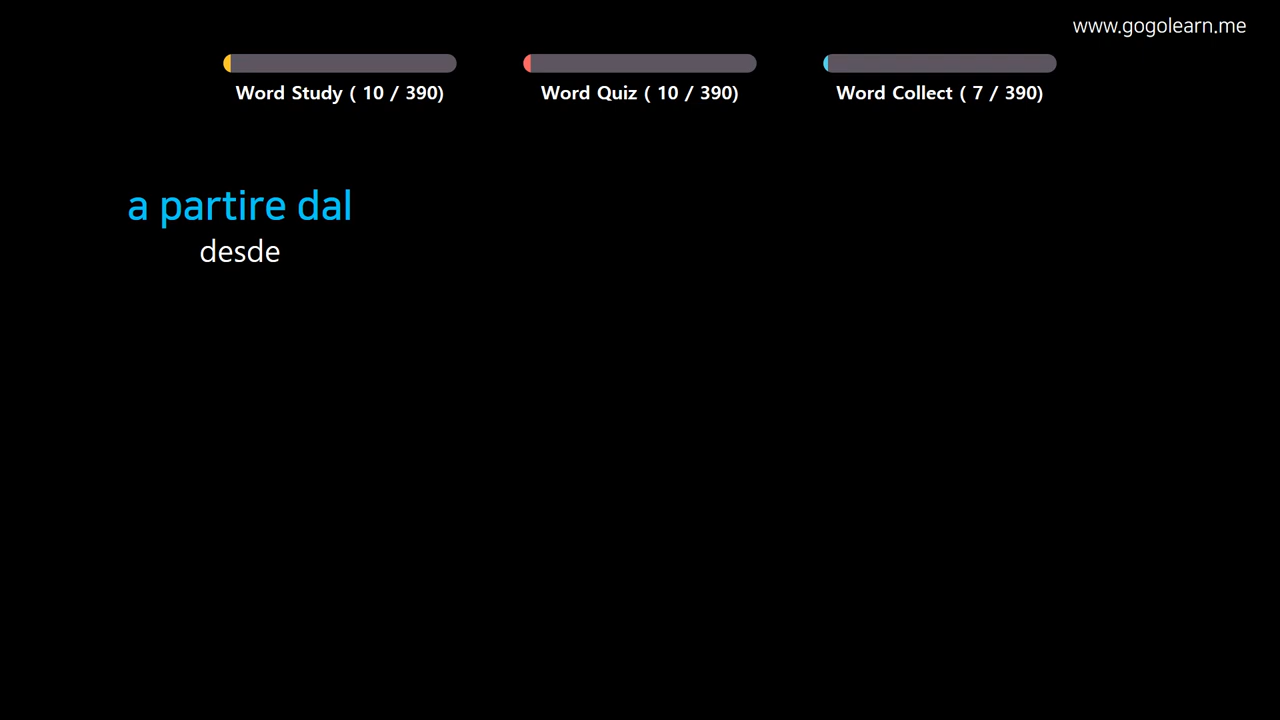 www.gogolearn.me
Word Study ( 10 / 390)
Word Quiz ( 10 / 390)
Word Collect ( 7 / 390)
a partire dal
desde